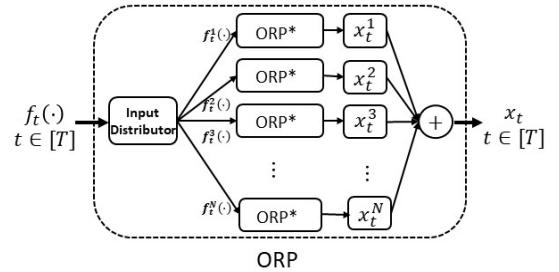 f_t(·)
t ∈ [T]
Input
Distributor
f_t^1(·)
ORP*
x_t^1
f_t^2(·)
ORP*
x_t^2
f_t^3(·)
ORP*
x_t^3
⋮
⋮
f_t^N(·)
ORP*
x_t^N
+
x_t
t ∈ [T]
ORP